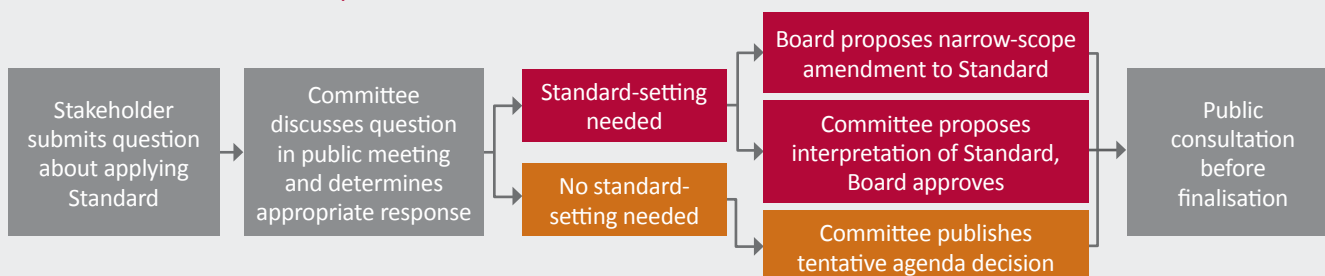 Stakeholder
submits question
about applying
Standard
Committee
discusses question
in public meeting
and determines
appropriate response
Standard-setting
needed
No standard-
setting needed
Board proposes narrow-scope
amendment to Standard
Committee proposes
interpretation of Standard,
Board approves
Committee publishes
tentative agenda decision
Public
consultation
before
finalisation